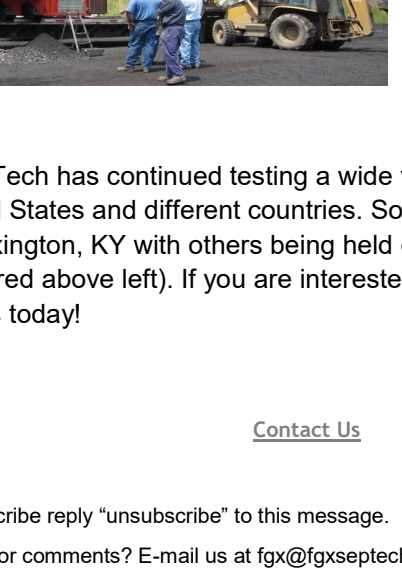 Tech has continued testing a wide
States and different countries. So
xington, KY with others being held
red above left). If you are intereste
s today!
Contact Us
cribe reply “unsubscribe” to this message.
or comments? E-mail us at fgx@fgxseptech